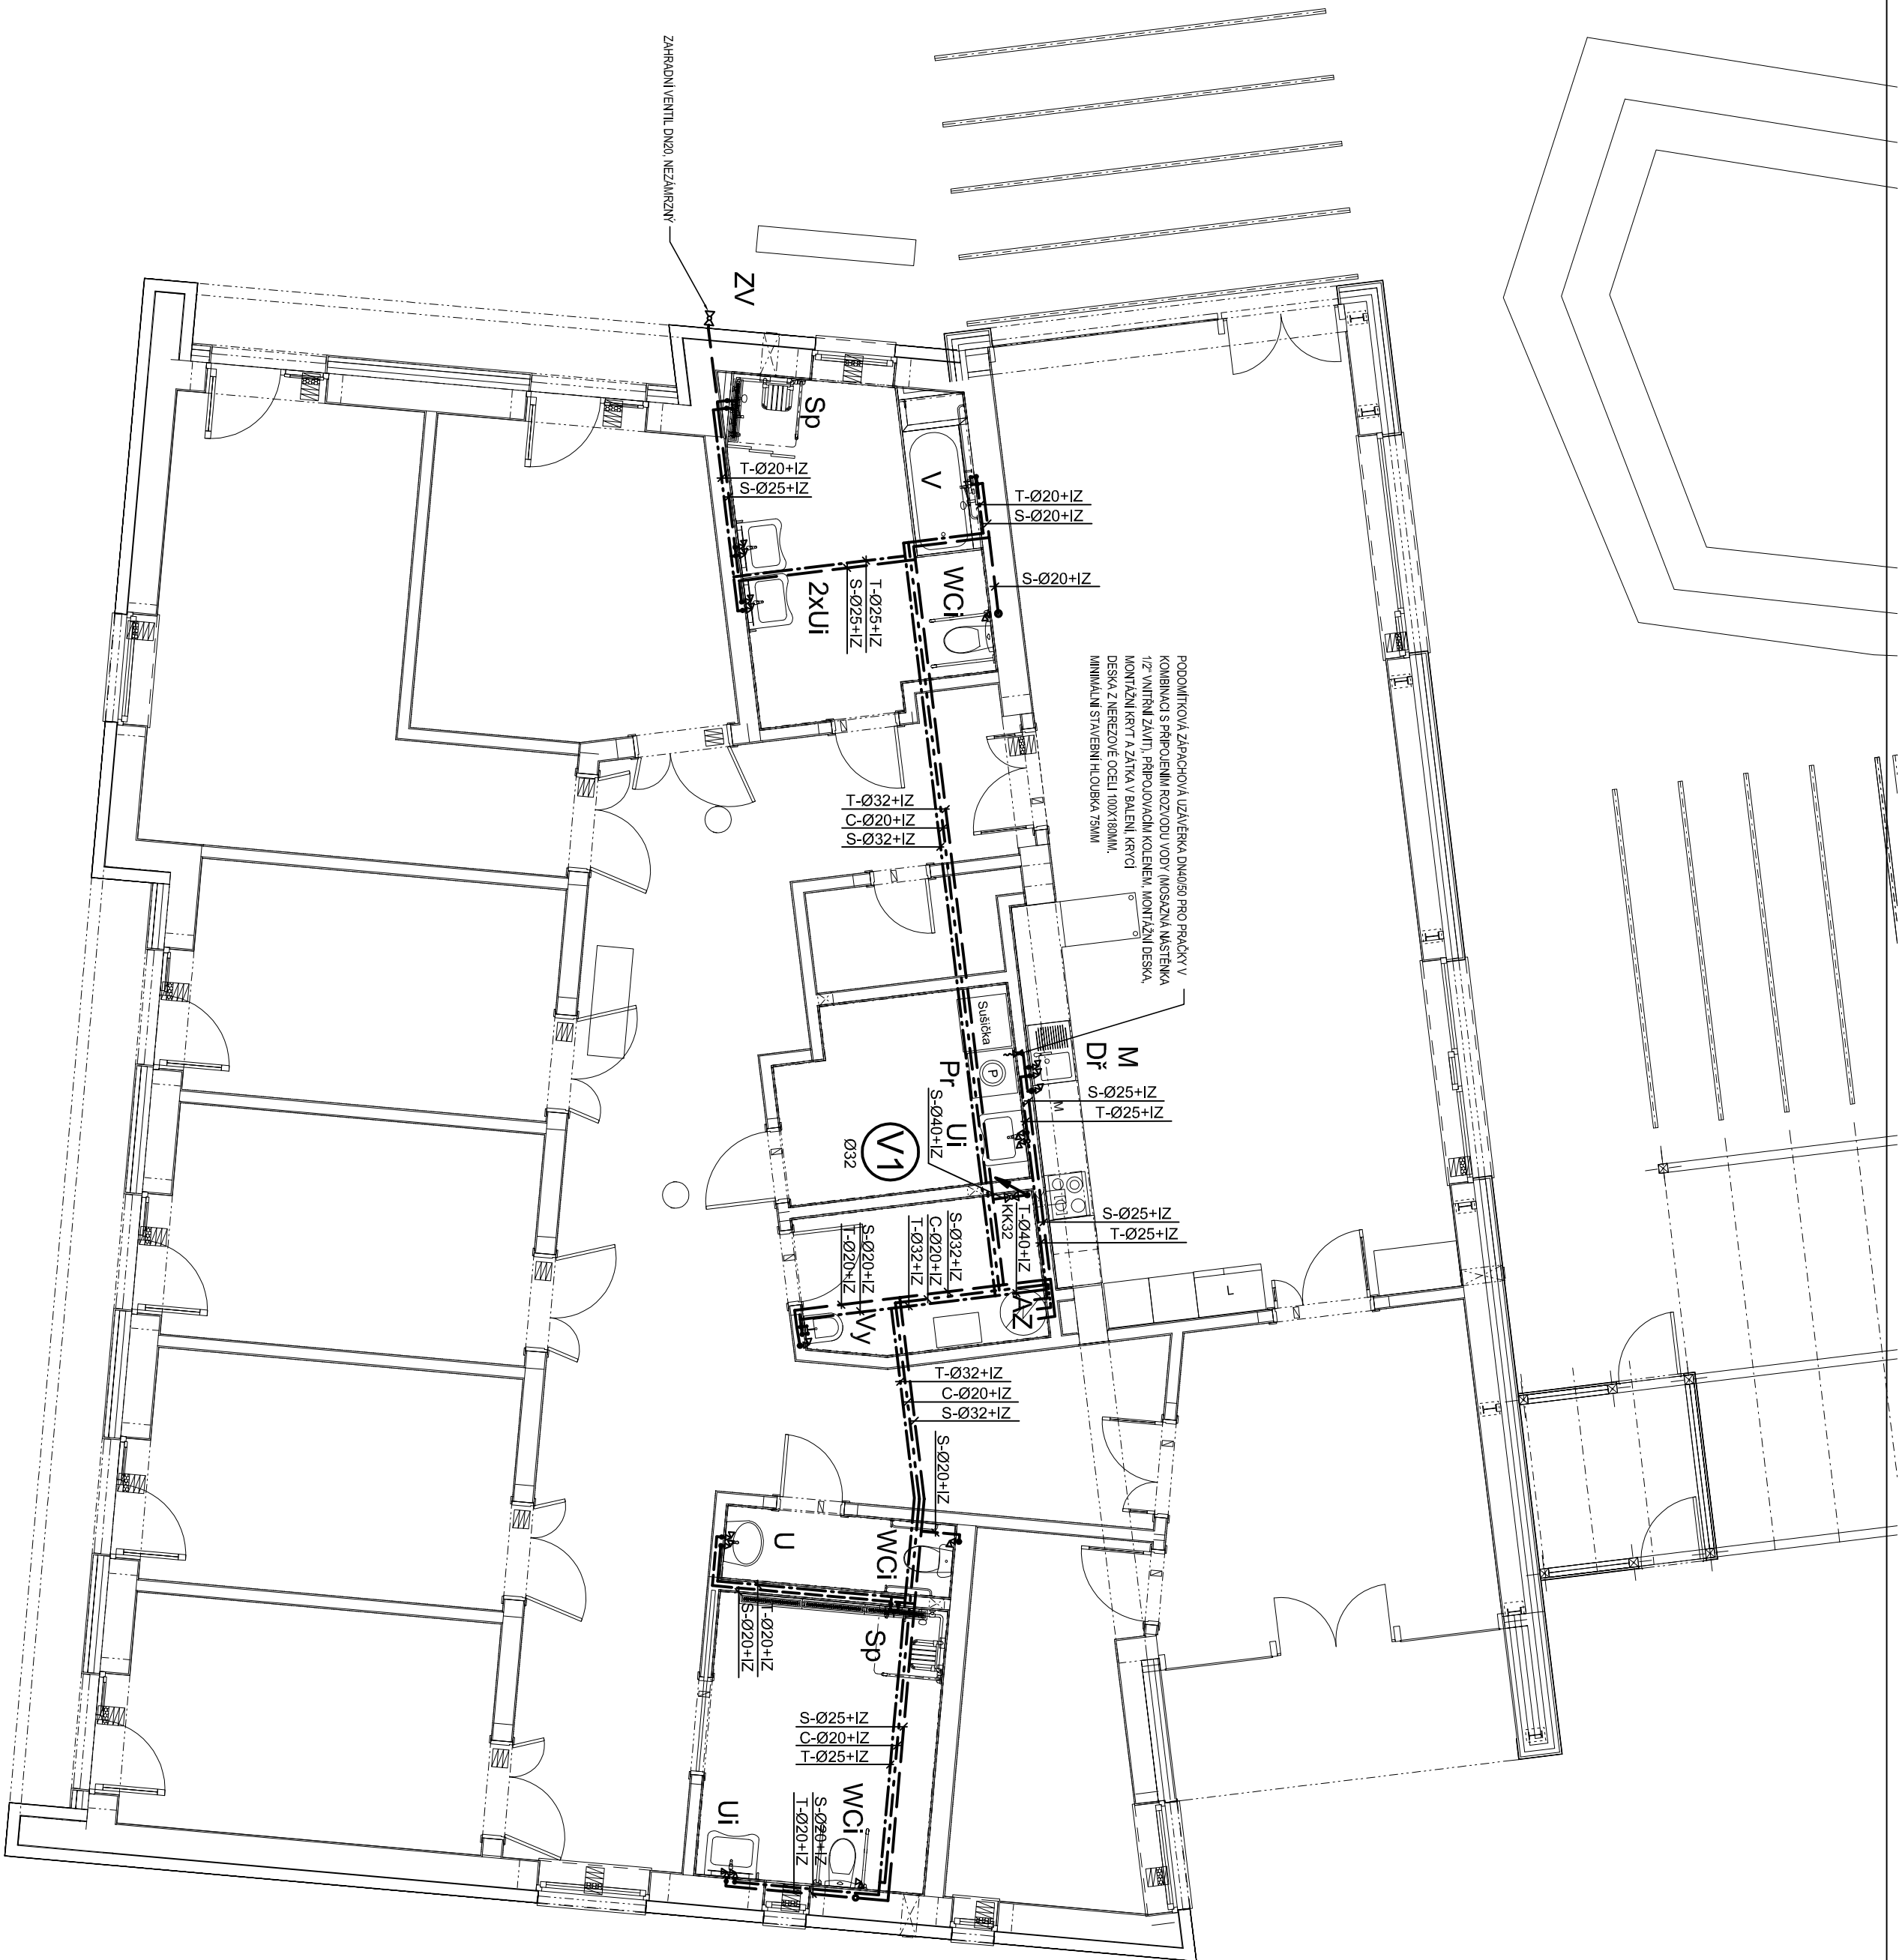 ZAHRADNÍ VENTIL DN20, NEZÁMRZNÝ
ZV
Sp
T-Ø20+IZ
S-Ø25+IZ
V
T-Ø20+IZ
S-Ø20+IZ
S-Ø20+IZ
WCi
2xUi
T-Ø25+IZ
S-Ø25+IZ
PODOMÍTKOVÁ ZÁPACHOVÁ UZÁVĚRKA DN40/50 PRO PRAČKY V
KOMBINACI S PŘIPOJENÍM ROZVODU VODY (MOSAZNÁ NÁSTĚNKA
1/2" VNITŘNÍ ZÁVIT), PŘIPOJOVACÍM KOLENEM, MONTÁŽNÍ DESKA,
MONTÁŽNÍ KRYT A ZÁTKA V BALENÍ, KRYCÍ
DESKA Z NEREZOVÉ OCELI 100X180MM,
MINIMÁLNÍ STAVEBNÍ HLOUBKA 75MM
T-Ø32+IZ
C-Ø20+IZ
S-Ø32+IZ
Sušička
P
M
Dř
M
S-Ø25+IZ
T-Ø25+IZ
Pr
Ui
S-Ø40+IZ
V1
Ø32
KK32
T-Ø40+IZ
S-Ø25+IZ
T-Ø25+IZ
S-Ø32+IZ
C-Ø20+IZ
T-Ø32+IZ
S-Ø20+IZ
T-Ø20+IZ
AZ
L
Vy
T-Ø32+IZ
C-Ø20+IZ
S-Ø32+IZ
S-Ø20+IZ
U
WCi
T-Ø20+IZ
S-Ø20+IZ
Sp
S-Ø25+IZ
C-Ø20+IZ
T-Ø25+IZ
Ui
WCi
S-Ø20+IZ
T-Ø20+IZ